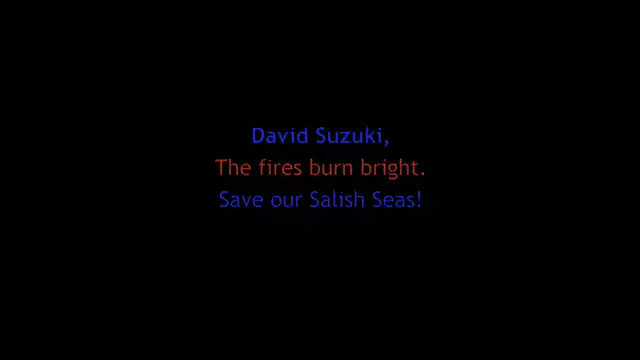 David Suzuki,
The fires burn bright.
Save our Salish Seas!